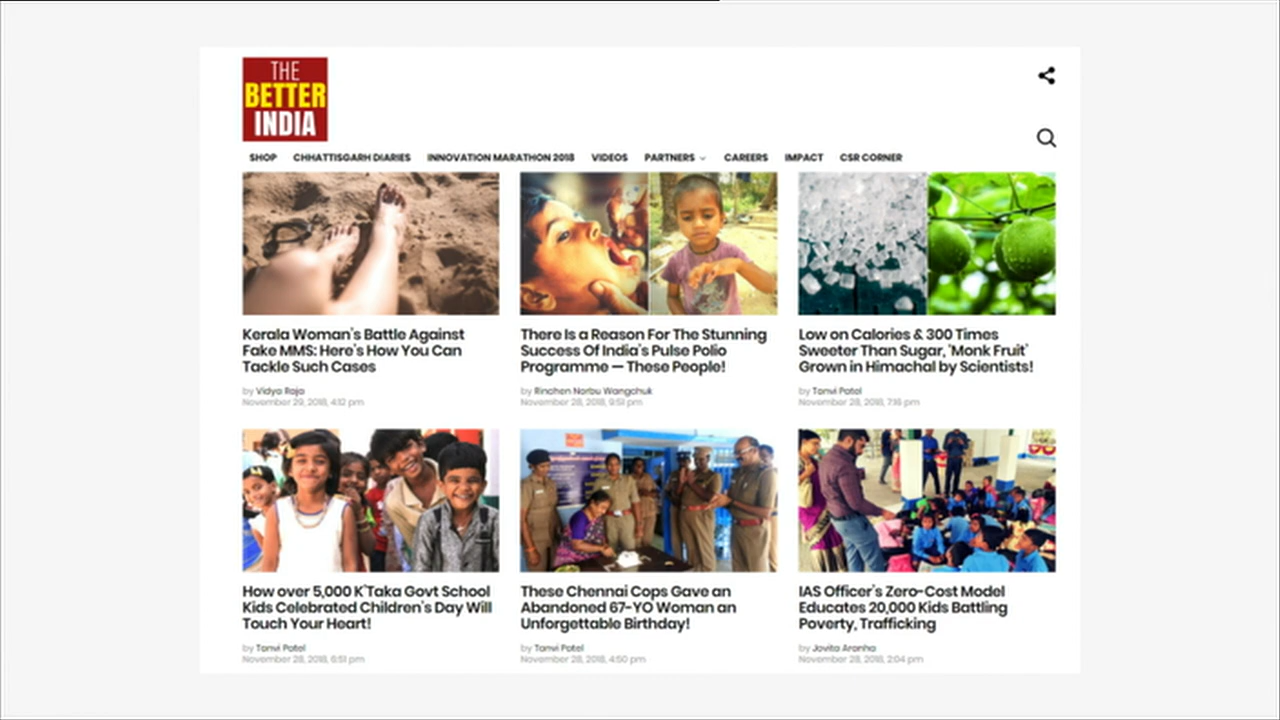 THE
BETTER
INDIA
SHOP CHHATTISGARH DIARIES INNOVATION MARATHON 2018 VIDEOS PARTNERS CAREERS IMPACT CSR CORNER
Kerala Woman's Battle Against
Fake MMS: Here's How You Can
Tackle Such Cases
by Vidya Raja
November 29, 2018, 4:12 pm
There Is a Reason For The Stunning
Success Of India's Pulse Polio
Programme — These People!
by Rinchen Norbu Wangchuk
November 28, 2018, 9:51 pm
Low on Calories & 300 Times
Sweeter Than Sugar, 'Monk Fruit'
Grown in Himachal by Scientists!
by Tanvi Patel
November 28, 2018, 7:18 pm
How over 5,000 K'Taka Govt School
Kids Celebrated Children's Day Will
Touch Your Heart!
by Tanvi Patel
November 28, 2018, 6:51 pm
These Chennai Cops Gave an
Abandoned 67-YO Woman an
Unforgettable Birthday!
by Tanvi Patel
November 28, 2018, 4:50 pm
IAS Officer's Zero-Cost Model
Educates 20,000 Kids Battling
Poverty, Trafficking
by Jovita Aranha
November 28, 2018, 2:04 pm